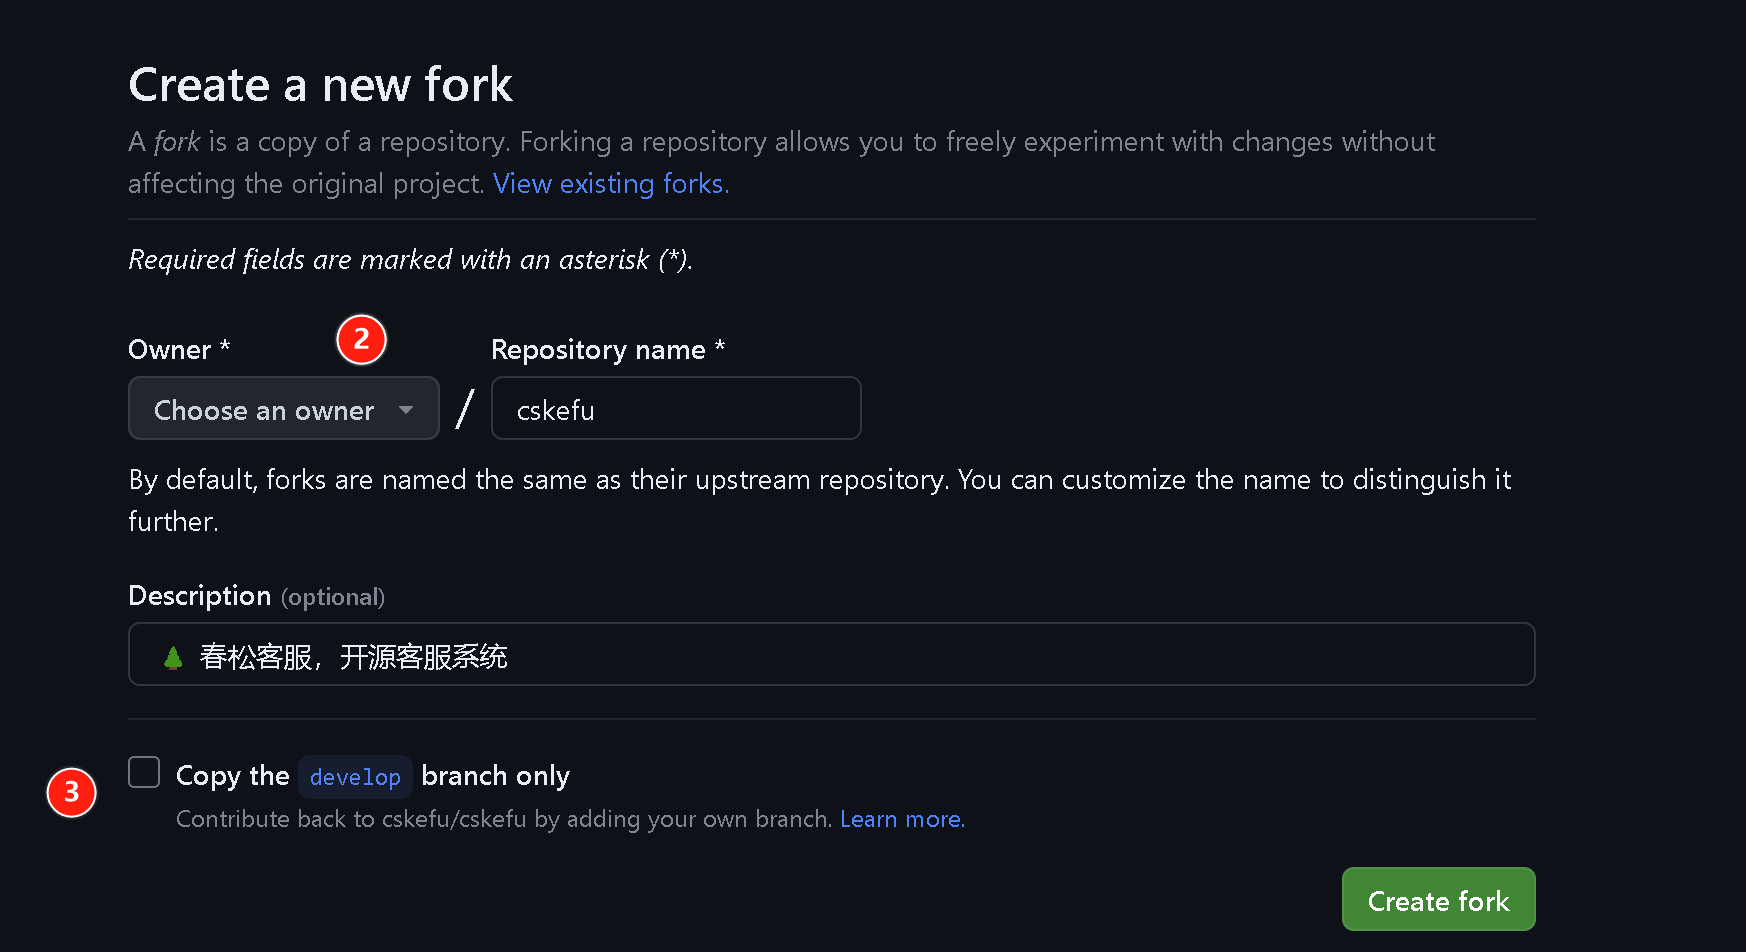 Create a new fork
A fork is a copy of a repository. Forking a repository allows you to freely experiment with changes without
affecting the original project. View existing forks.
Required fields are marked with an asterisk (*).
2
Owner *
Repository name *
Choose an owner
/
cskefu
By default, forks are named the same as their upstream repository. You can customize the name to distinguish it
further.
Description (optional)
🌲 春松客服，开源客服系统
3
Copy the develop branch only
Contribute back to cskefu/cskefu by adding your own branch. Learn more.
Create fork